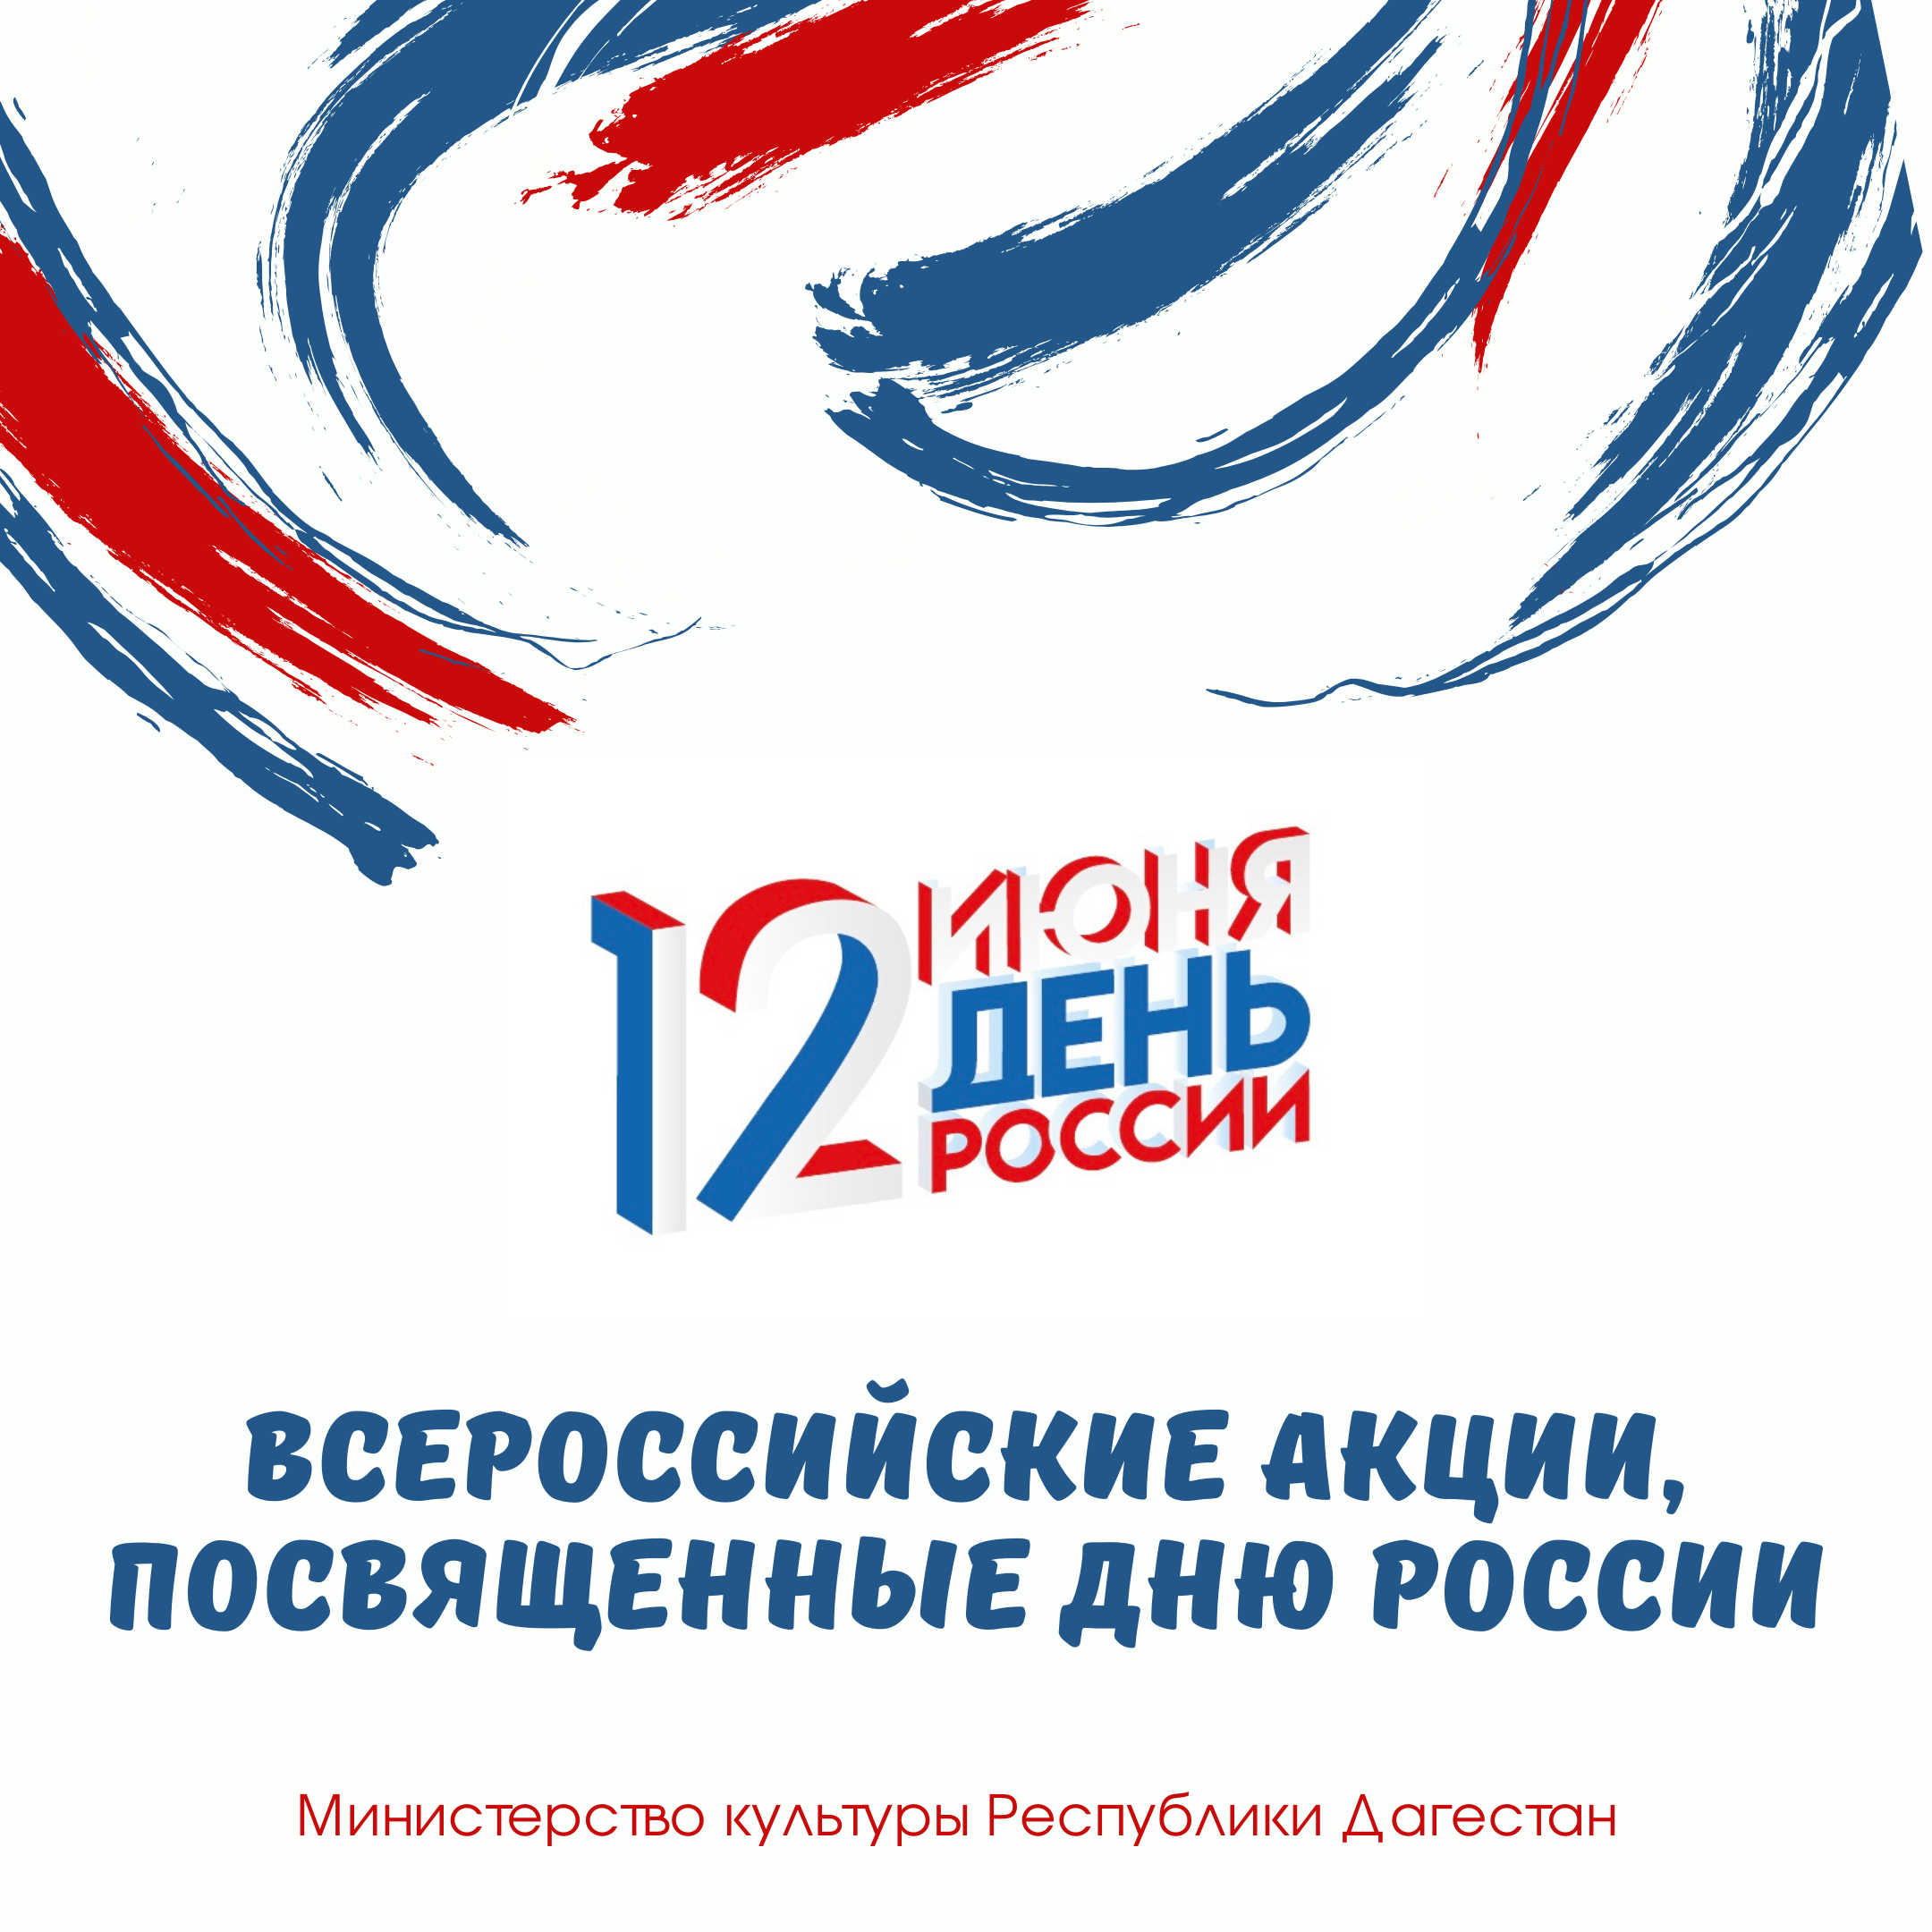 12 ИЮНЯ
ДЕНЬ
РОССИИ
ВСЕРОССИЙСКИЕ АКЦИИ,
ПОСВЯЩЕННЫЕ ДНЮ РОССИИ
Министерство культуры Республики Дагестан